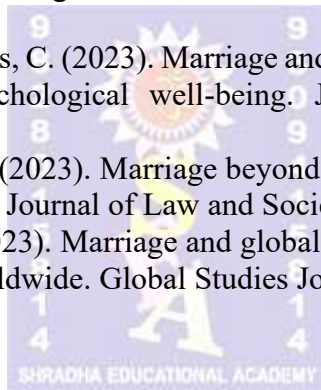 s, C. (2023). Marriage and
chological well-being. J
(2023). Marriage beyond
Journal of Law and Socie
023). Marriage and global
ldwide. Global Studies Jo
SHRADHA EDUCATIONAL ACADEMY